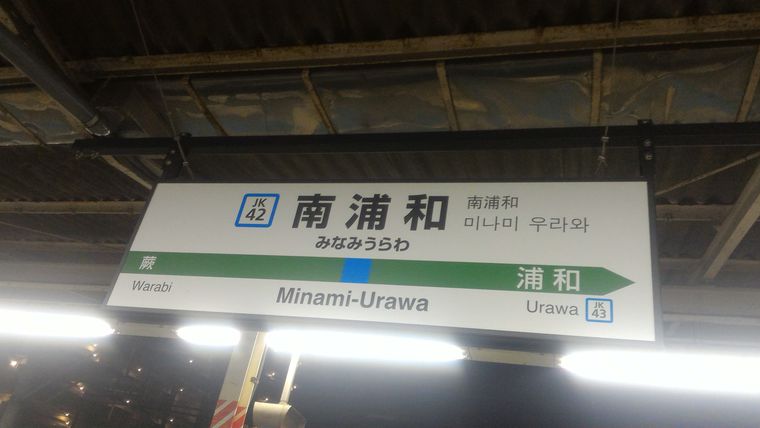 JK
42
南浦和
南浦和
미나미 우라와
みなみうらわ
蕨
浦和
Warabi
Minami-Urawa
Urawa
JK
43